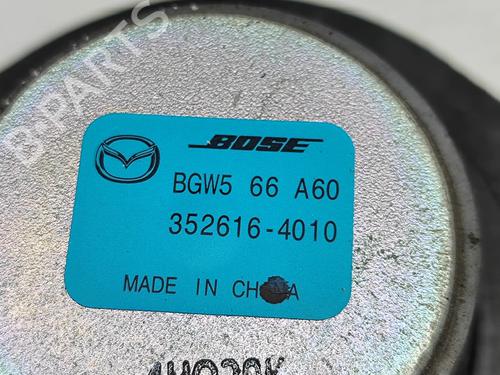 B-PARTS
BOSE
BGW5 66 A60
352616-4010
MADE IN CHINA